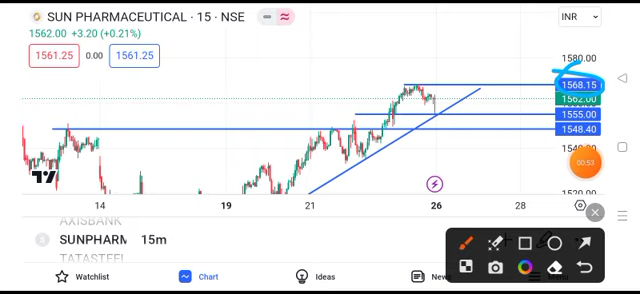 SUN PHARMACEUTICAL · 15 · NSE
INR
1562.00 +3.20 (+0.21%)
1561.25 0.00 1561.25
1580.00
1568.15
1562.00
1555.00
1548.40
00:53
14 19 21 26 28
AXISBANK
SUNPHARM 15m
TATASTEEL
Watchlist Chart Ideas News